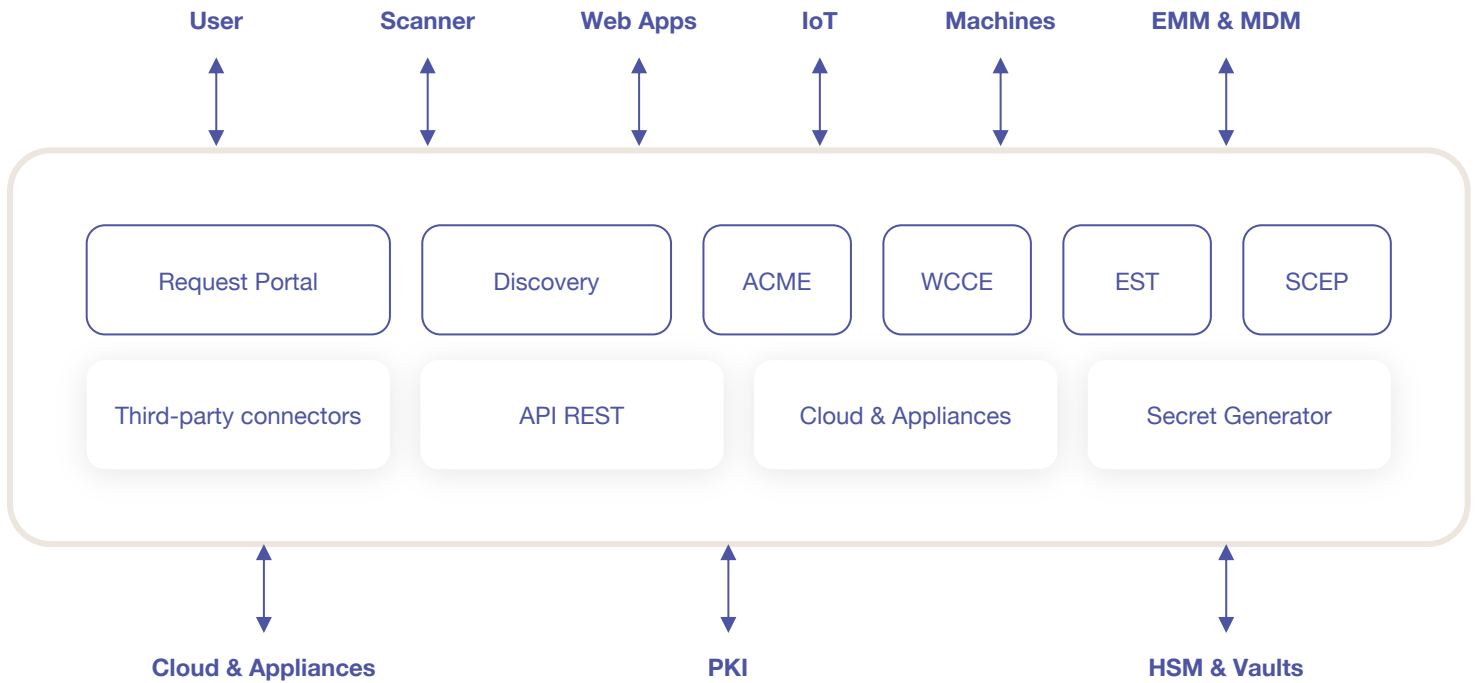 User
Scanner
Web Apps
IoT
Machines
EMM & MDM
Request Portal
Discovery
ACME
WCCE
EST
SCEP
Third-party connectors
API REST
Cloud & Appliances
Secret Generator
Cloud & Appliances
PKI
HSM & Vaults